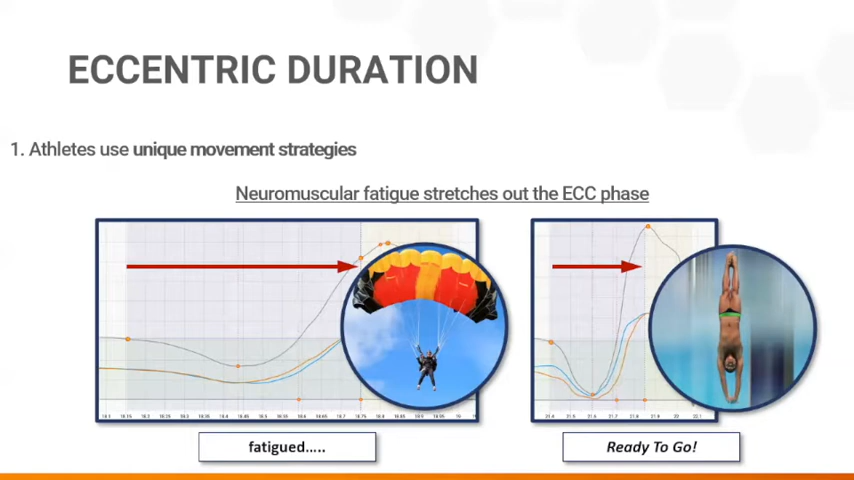 ECCENTRIC DURATION
1. Athletes use unique movement strategies
Neuromuscular fatigue stretches out the ECC phase
fatigued.....
Ready To Go!